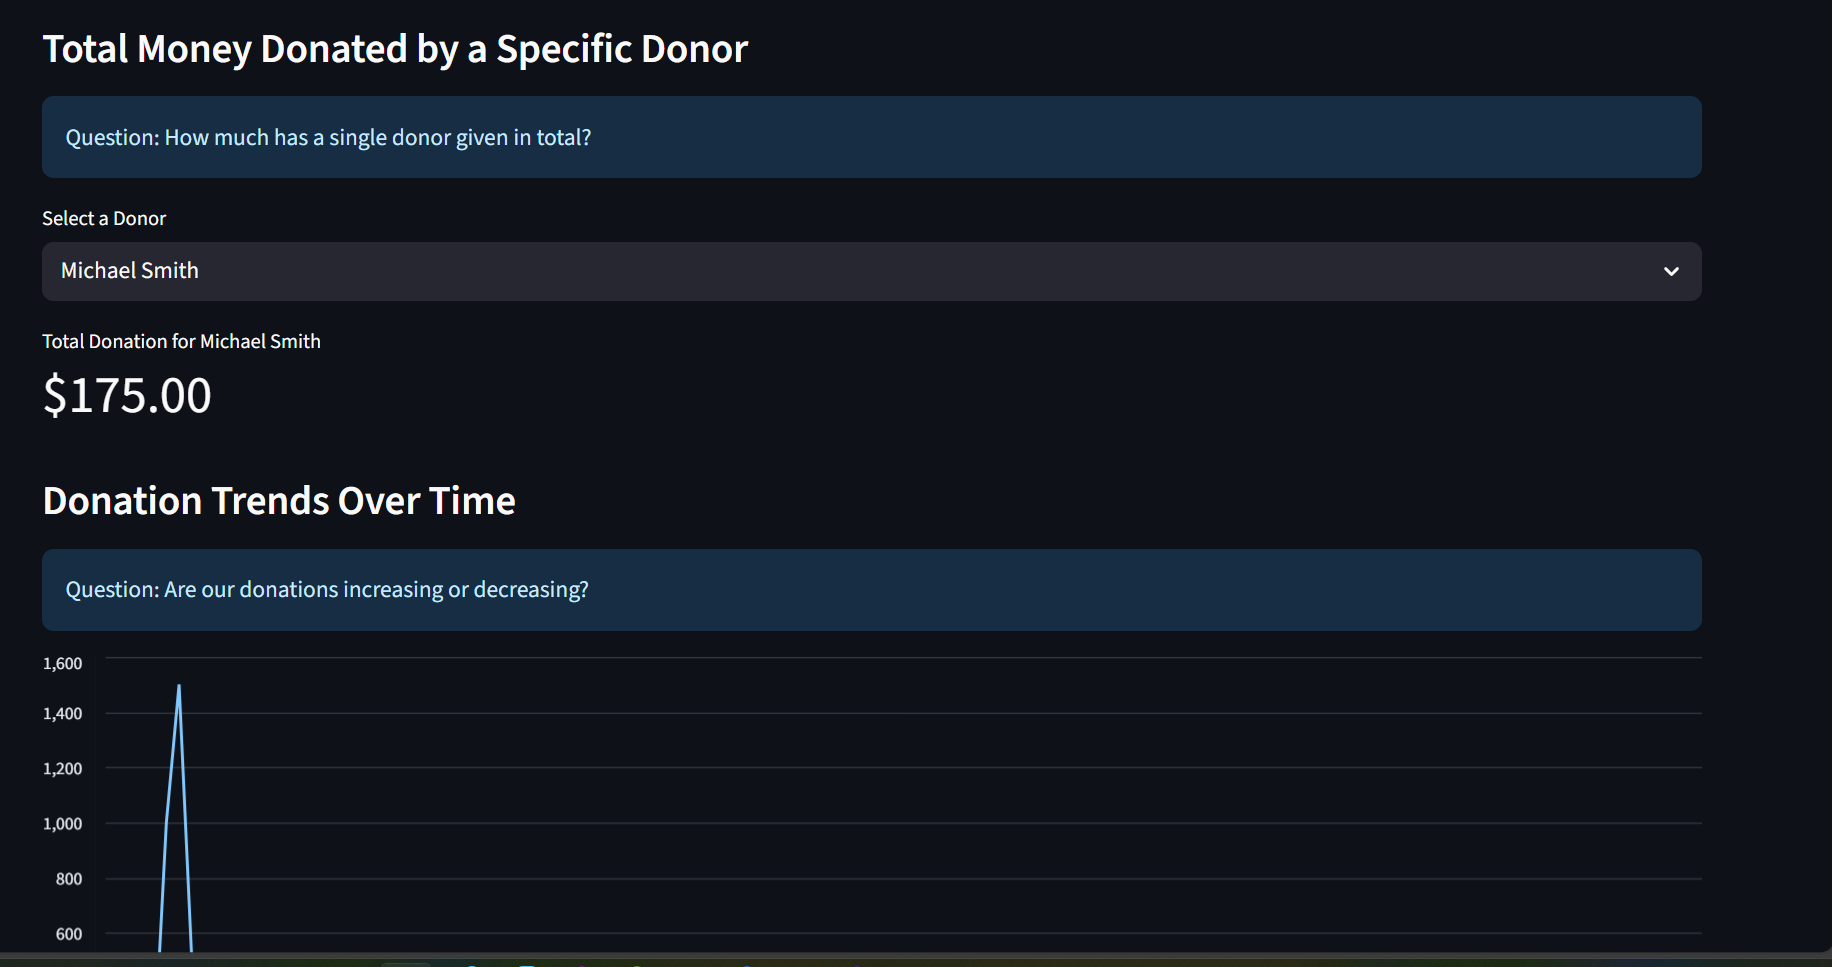 Total Money Donated by a Specific Donor
Question: How much has a single donor given in total?
Select a Donor
Michael Smith
Total Donation for Michael Smith
$175.00
Donation Trends Over Time
Question: Are our donations increasing or decreasing?
1,600
1,400
1,200
1,000
800
600